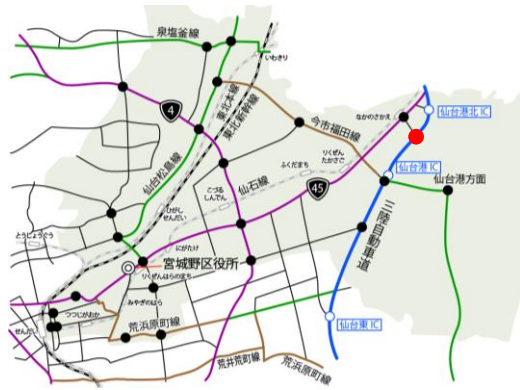 泉塩釜線
いわきり
4
東北本線
東北新幹線
仙台松島線
今市福田線
なかのさかえ
仙台港北IC
りくぜん
たかさご
ふくだまち
仙台港IC
仙台港方面
こづる
しんでん
仙石線
45
ひがし
せんだい
とうしょうぐう
にがたけ
三陸自動車道
宮城野区役所
りくぜんはらのまち
みやぎのはら
つつじがおか
せんだい
荒浜原町線
仙台東IC
荒井荒町線
荒浜原町線